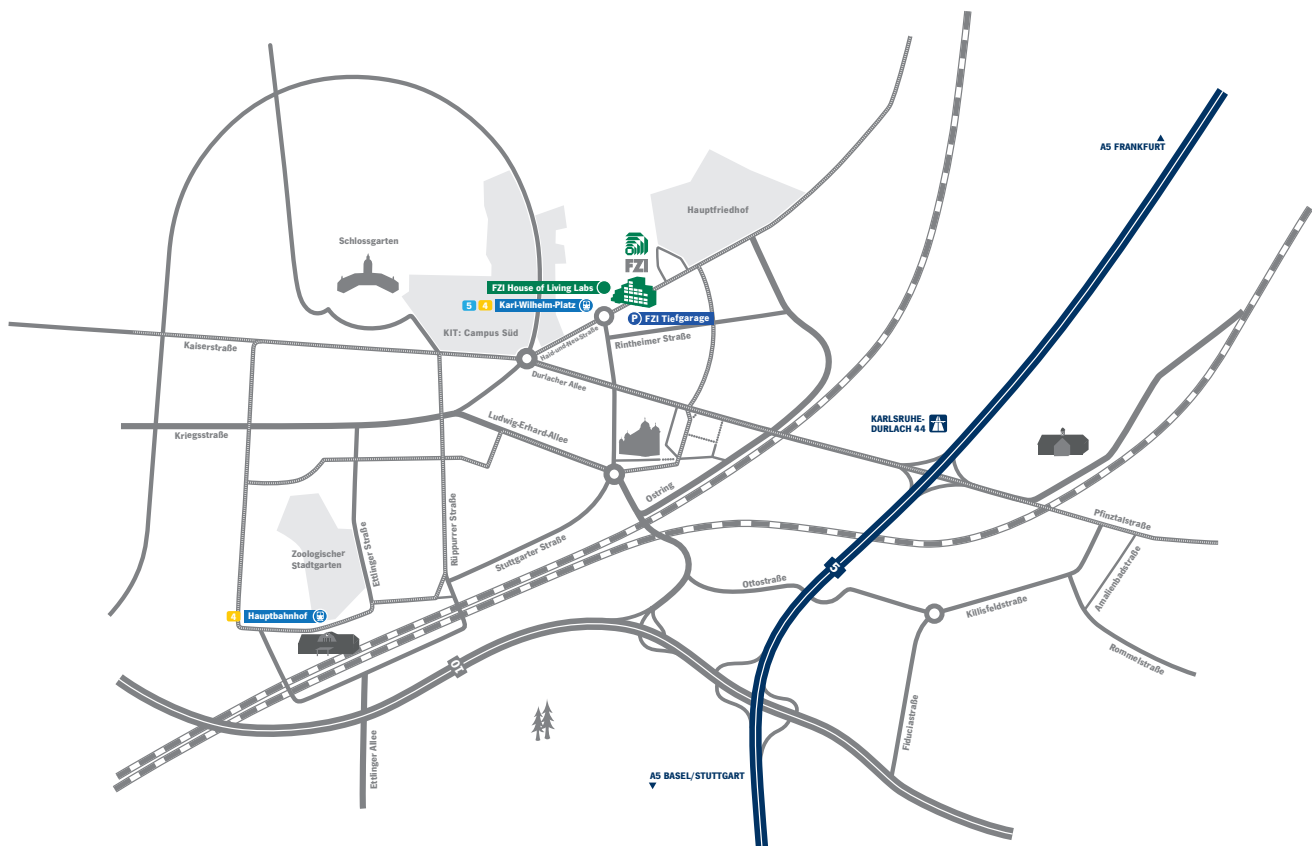 A5 FRANKFURT
Hauptfriedhof
Schlossgarten
FZI
FZI House of Living Labs
5 4 Karl-Wilhelm-Platz
P FZI Tiefgarage
KIT: Campus Süd
Haid-und-Neu-Straße
Rintheimer Straße
Kaiserstraße
Durlacher Allee
Ludwig-Erhard-Allee
Kriegsstraße
KARLSRUHE-
DURLACH 44
Ostring
Pfinztalstraße
Rüppurrer Straße
Ettlinger Straße
Stuttgarter Straße
Zoologischer
Stadtgarten
5
Ottostraße
Amalienbadstraße
Killisfeldstraße
4 Hauptbahnhof
10
Rommelstraße
Fiduciastraße
Ettlinger Allee
A5 BASEL/STUTTGART